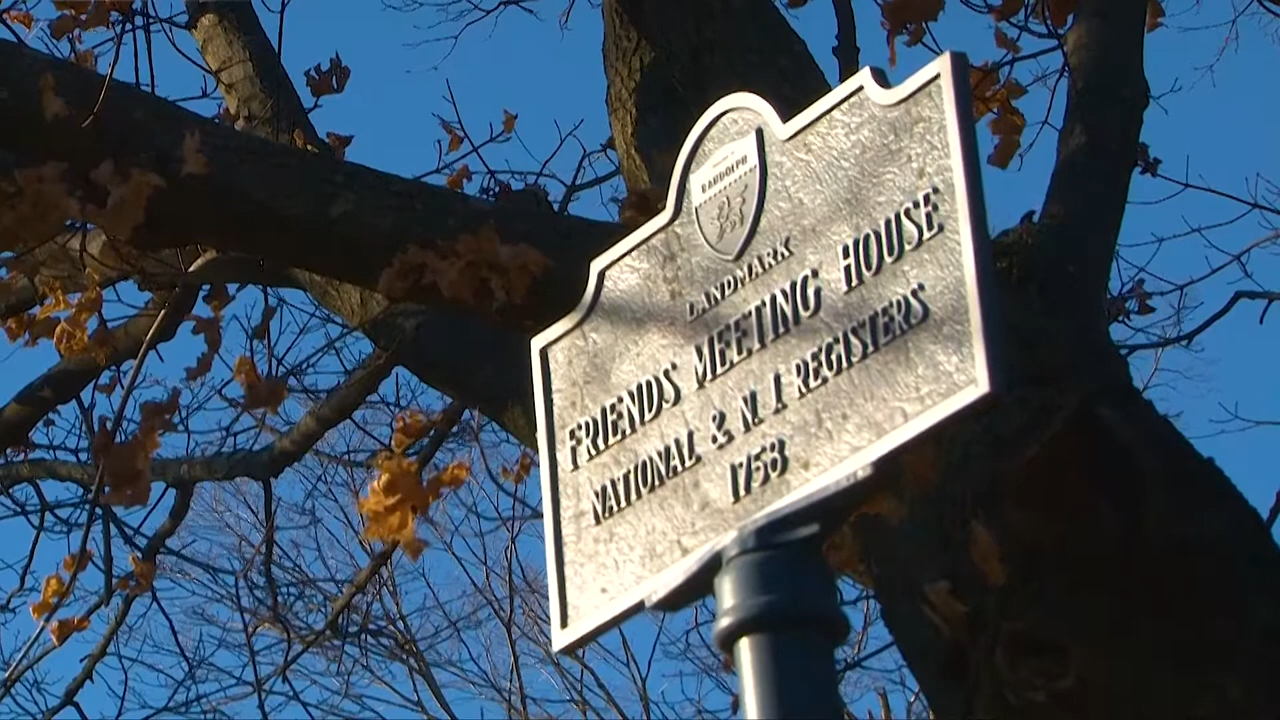 RANDOLPH
LANDMARK
FRIENDS' MEETING HOUSE
NATIONAL & N. J. REGISTERS
1758